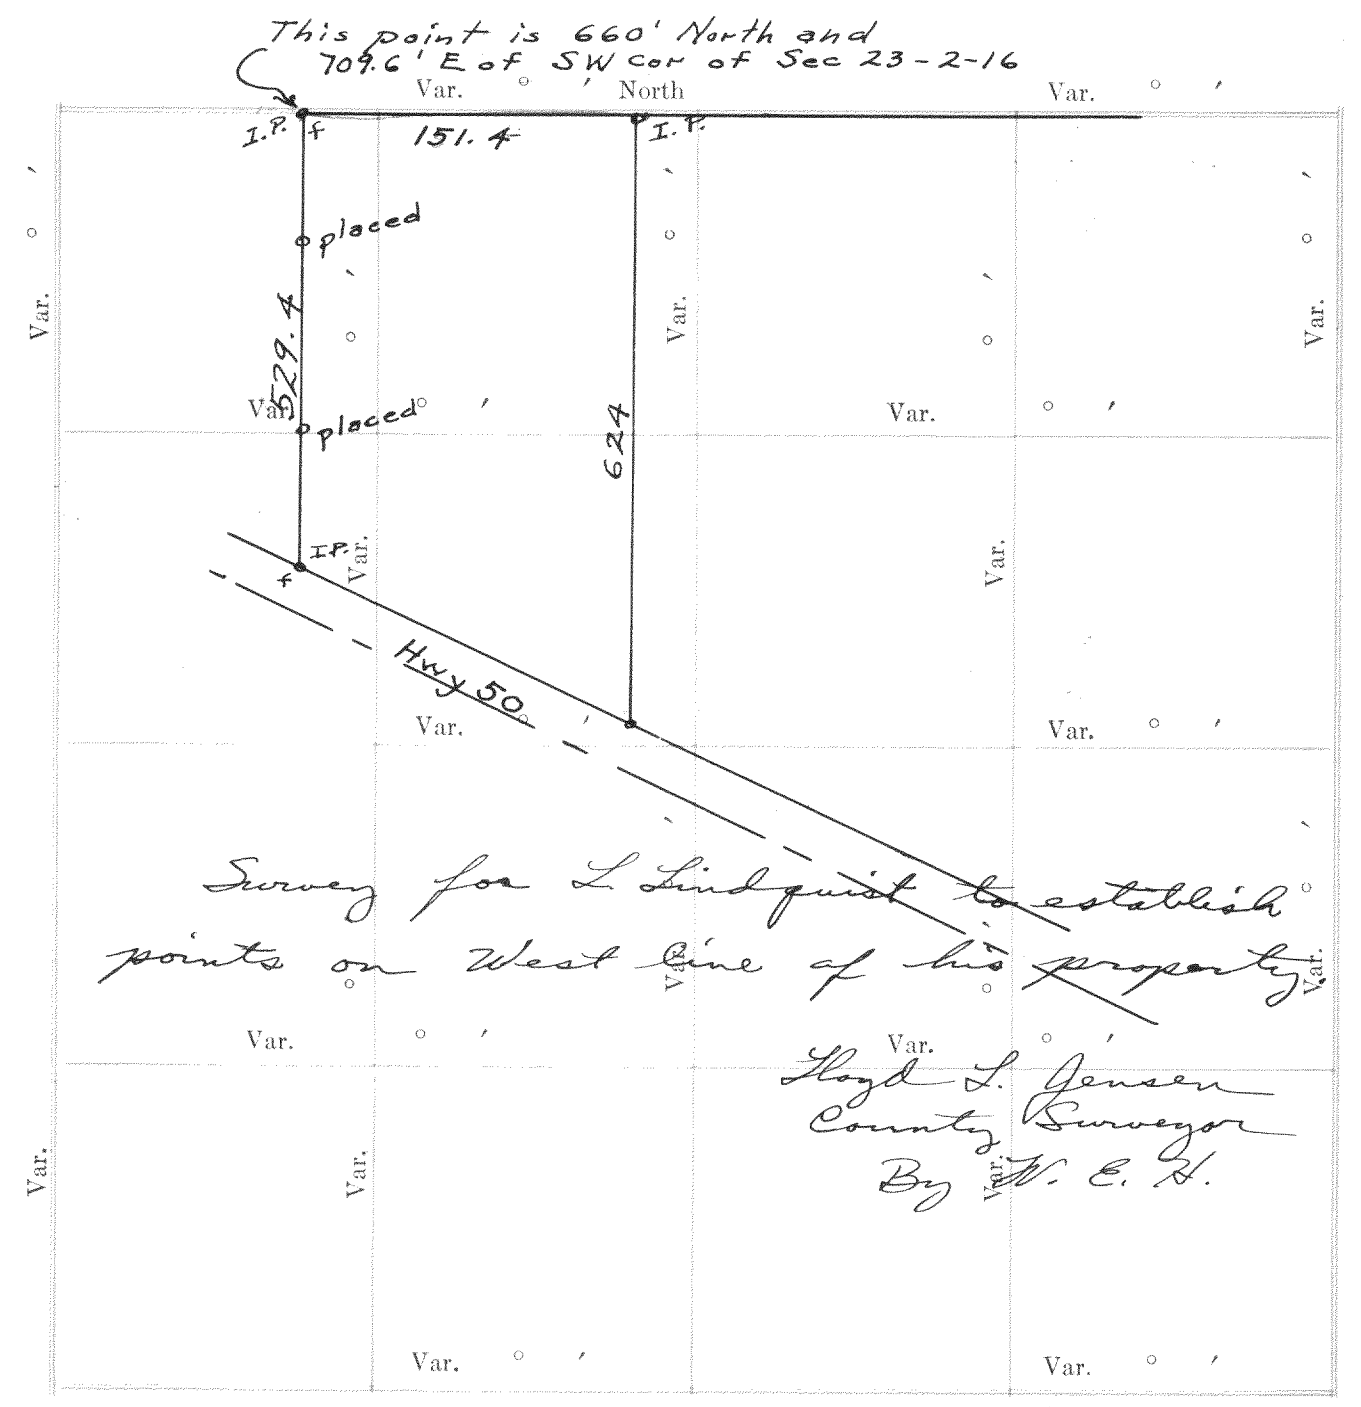 This point is 660' North and
709.6' E of SW cor of Sec 23-2-16
Var. ° ' North Var. ° '
I.P. f 151.4 I.P.
placed
° ' ° ' ° ' ° ' ° '
Var. Var. Var.
529.4
Var. ° ' Var. ° '
placed
624
I.P.
f
Var. Var.
Hwy 50
Var. ° ' Var. ° '
Survey for L. Lindquist to establish
points on West line of his property.
Var. Var.
Var. ° ' Var. ° '
Lloyd L. Jensen
County Surveyor
By W. E. H.
Var. Var. Var.
Var. ° ' Var. ° '